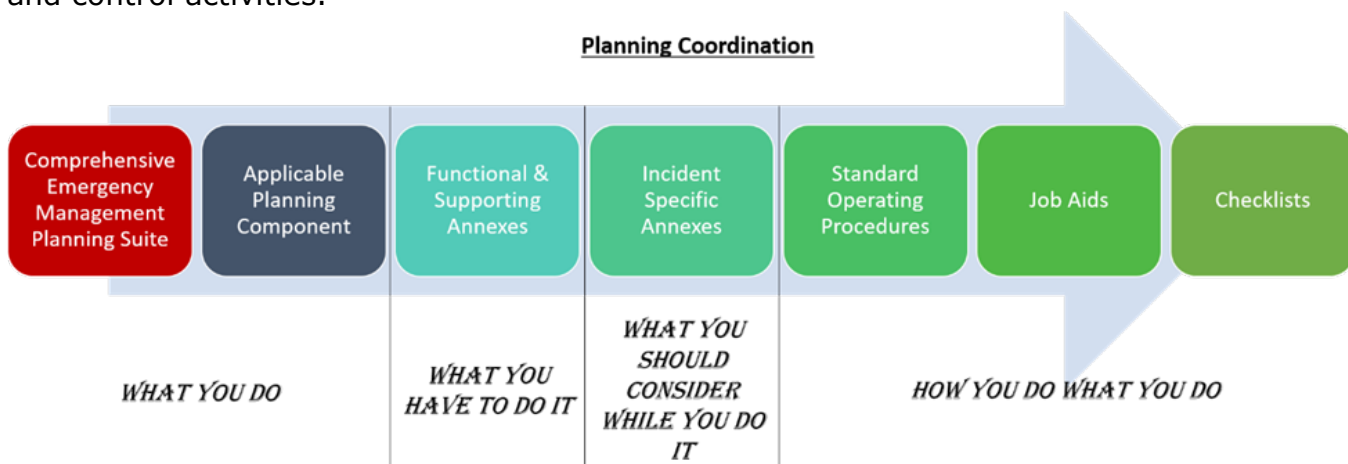 and control activities.
Planning Coordination
Comprehensive
Emergency
Management
Planning Suite
Applicable
Planning
Component
Functional &
Supporting
Annexes
Incident
Specific
Annexes
Standard
Operating
Procedures
Job Aids
Checklists
WHAT YOU DO
WHAT YOU
HAVE TO DO IT
WHAT YOU
SHOULD
CONSIDER
WHILE YOU DO
IT
HOW YOU DO WHAT YOU DO